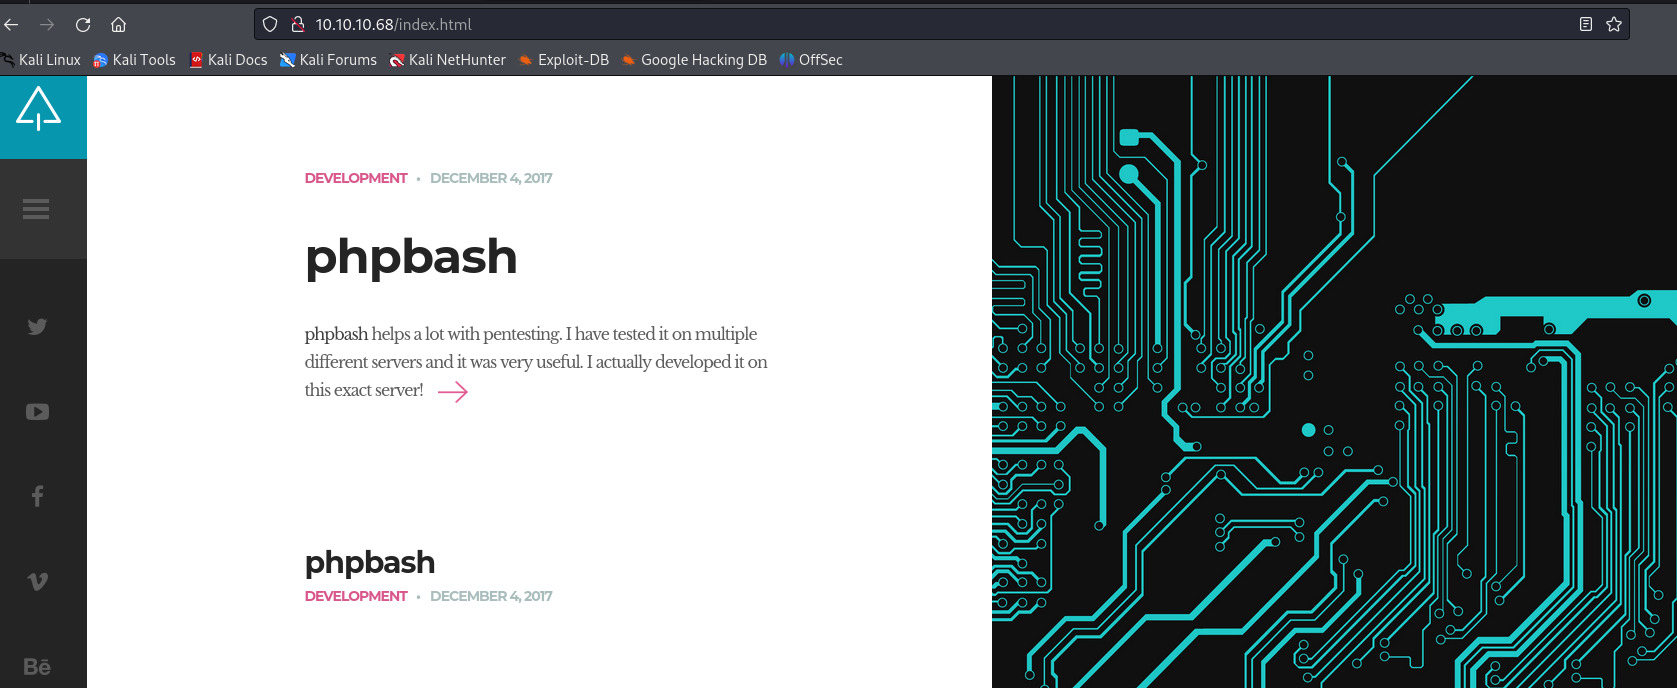 10.10.10.68/index.html
Kali Linux Kali Tools Kali Docs Kali Forums Kali NetHunter Exploit-DB Google Hacking DB OffSec
DEVELOPMENT • DECEMBER 4, 2017
phpbash
phpbash helps a lot with pentesting. I have tested it on multiple
different servers and it was very useful. I actually developed it on
this exact server!
phpbash
DEVELOPMENT • DECEMBER 4, 2017
Bē